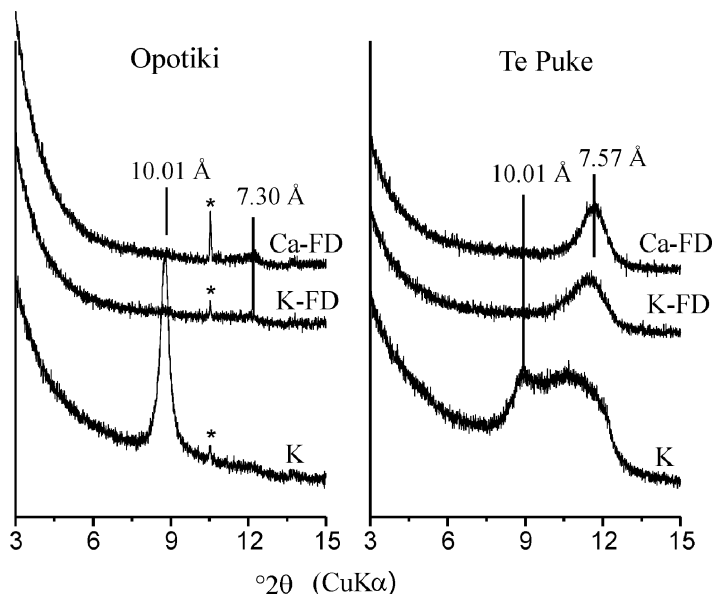 Opotiki
10.01 Å
*
7.30 Å
Ca-FD
*
K-FD
*
K
3 6 9 12 15
Te Puke
10.01 Å
7.57 Å
Ca-FD
K-FD
K
3 6 9 12 15
°2θ (CuKα)